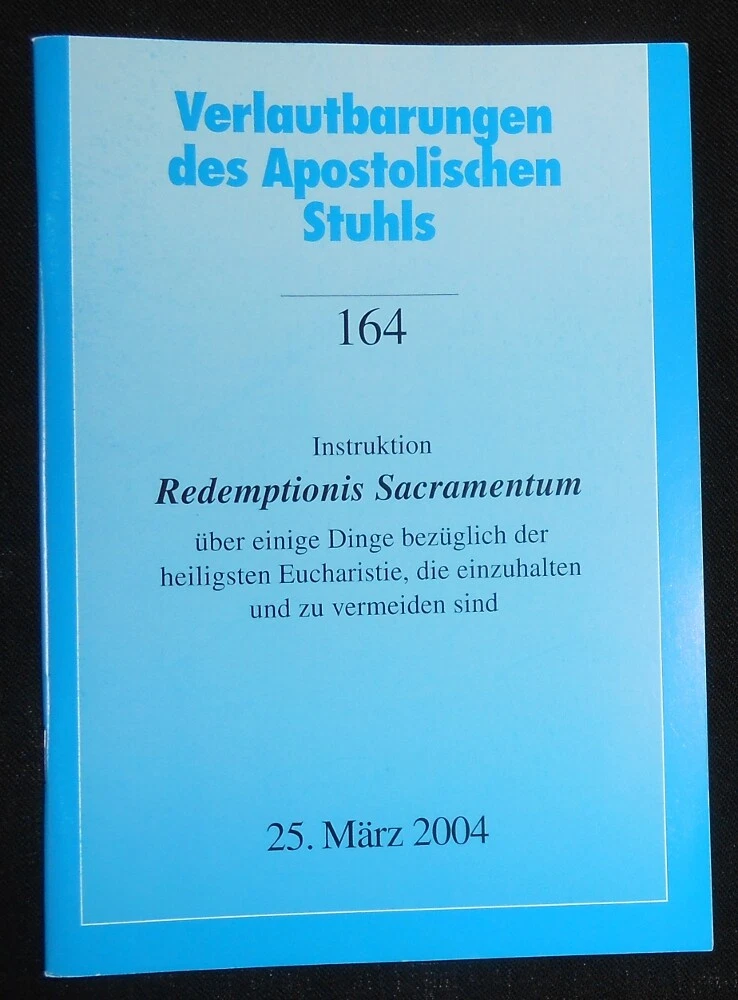 Verlautbarungen
des Apostolischen
Stuhls
164
Instruktion
Redemptionis Sacramentum
über einige Dinge bezüglich der
heiligsten Eucharistie, die einzuhalten
und zu vermeiden sind
25. März 2004